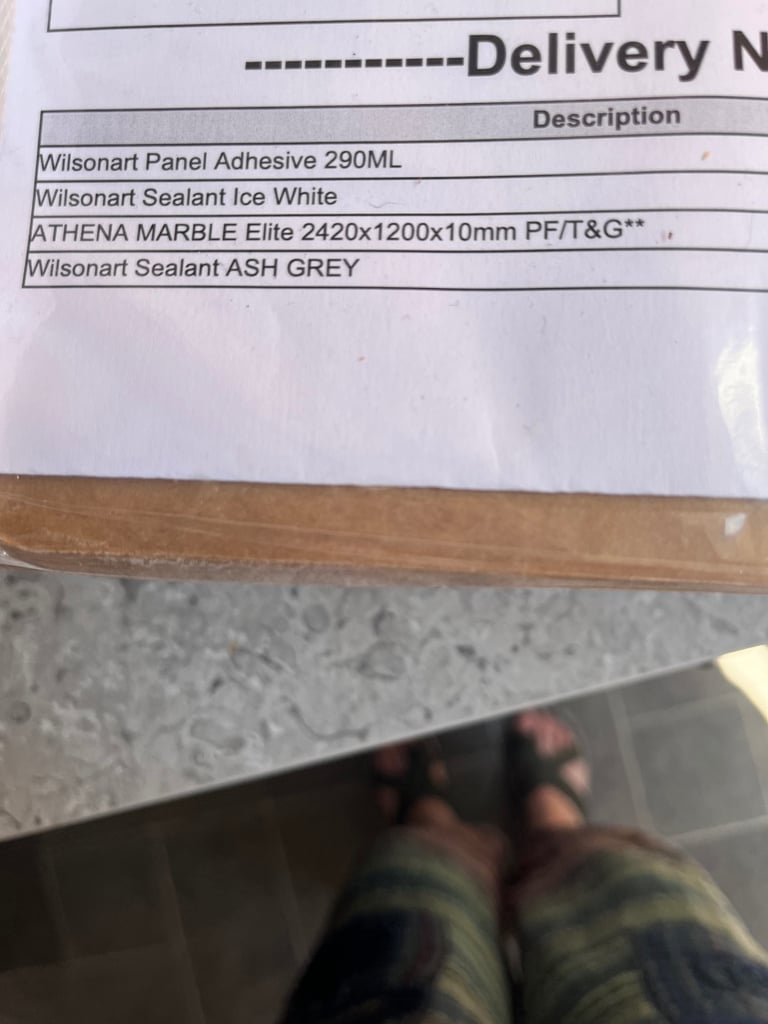 -----------Delivery N
Description
Wilsonart Panel Adhesive 290ML
Wilsonart Sealant Ice White
ATHENA MARBLE Elite 2420x1200x10mm PF/T&G**
Wilsonart Sealant ASH GREY